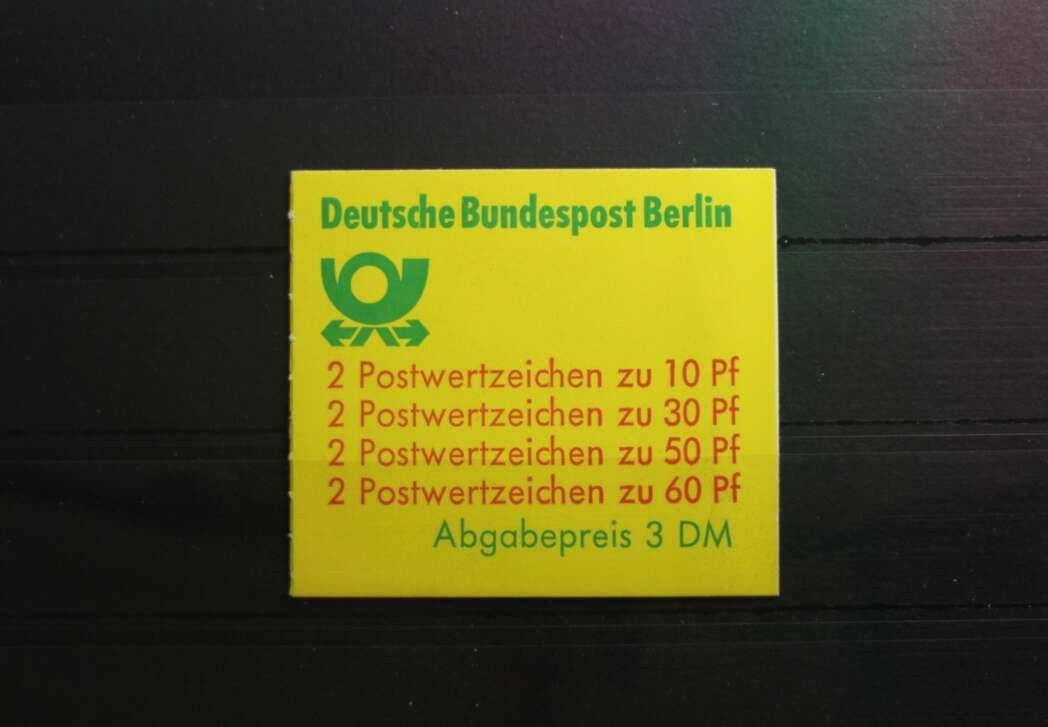 Deutsche Bundespost Berlin
2 Postwertzeichen zu 10 Pf
2 Postwertzeichen zu 30 Pf
2 Postwertzeichen zu 50 Pf
2 Postwertzeichen zu 60 Pf
Abgabepreis 3 DM